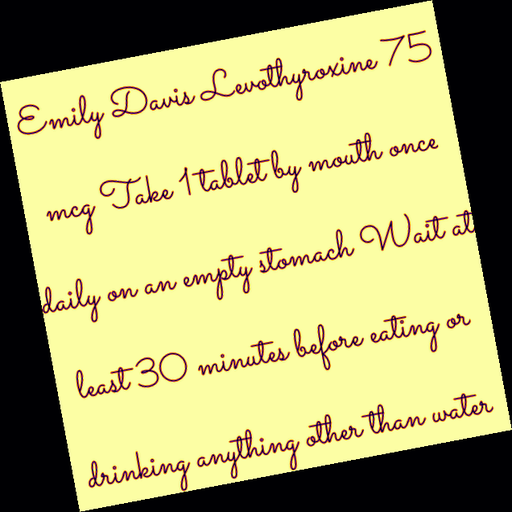 Emily Davis Levothyroxine 75
mcg Take 1 tablet by mouth once
daily on an empty stomach Wait at
least 30 minutes before eating or
drinking anything other than water